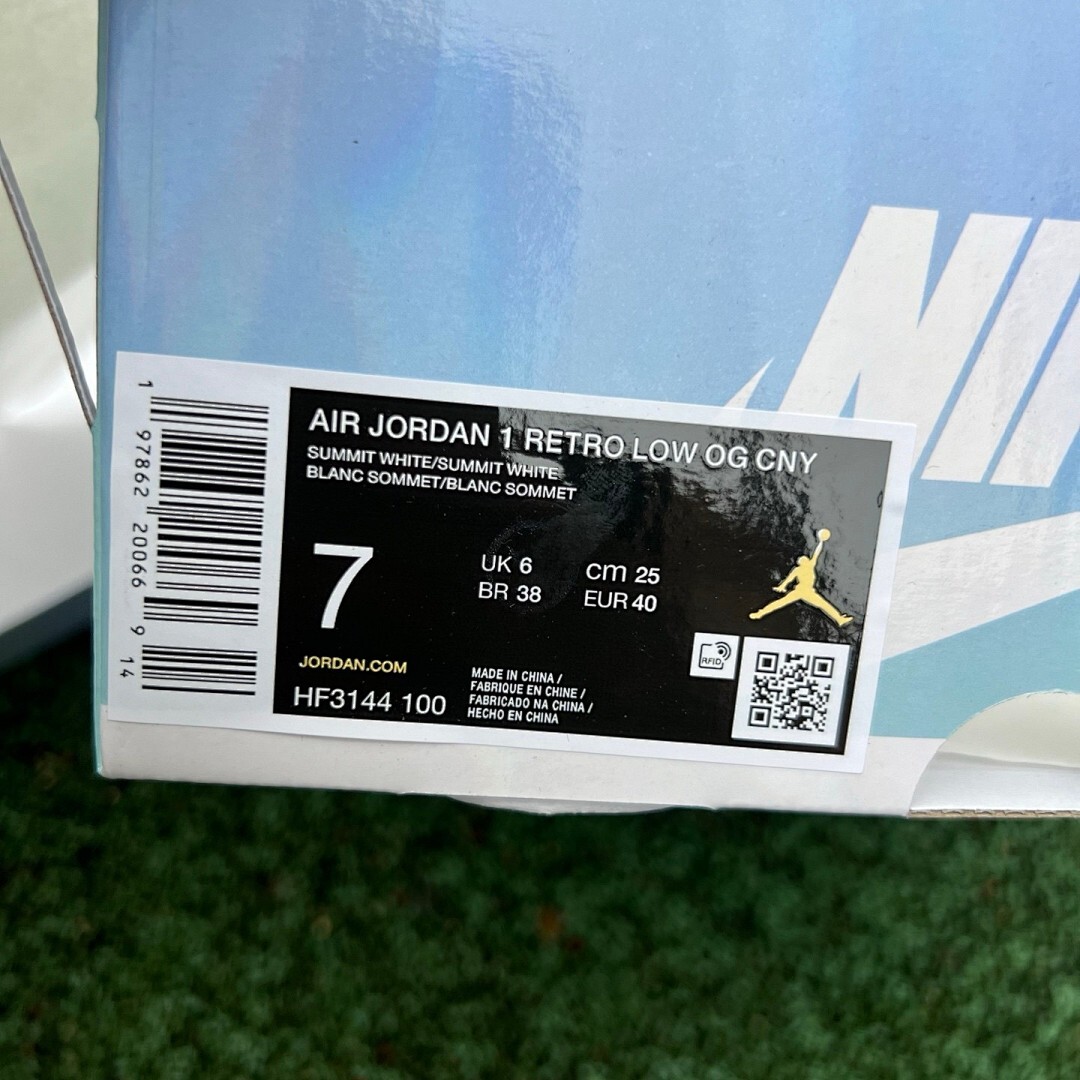 NI
AIR JORDAN 1 RETRO LOW OG CNY
SUMMIT WHITE/SUMMIT WHITE
BLANC SOMMET/BLANC SOMMET
7
UK 6
cm 25
BR 38
EUR 40
JORDAN.COM
HF3144 100
MADE IN CHINA /
FABRIQUE EN CHINE /
FABRICADO NA CHINA /
HECHO EN CHINA
RFID
1 97862 20066 9 14